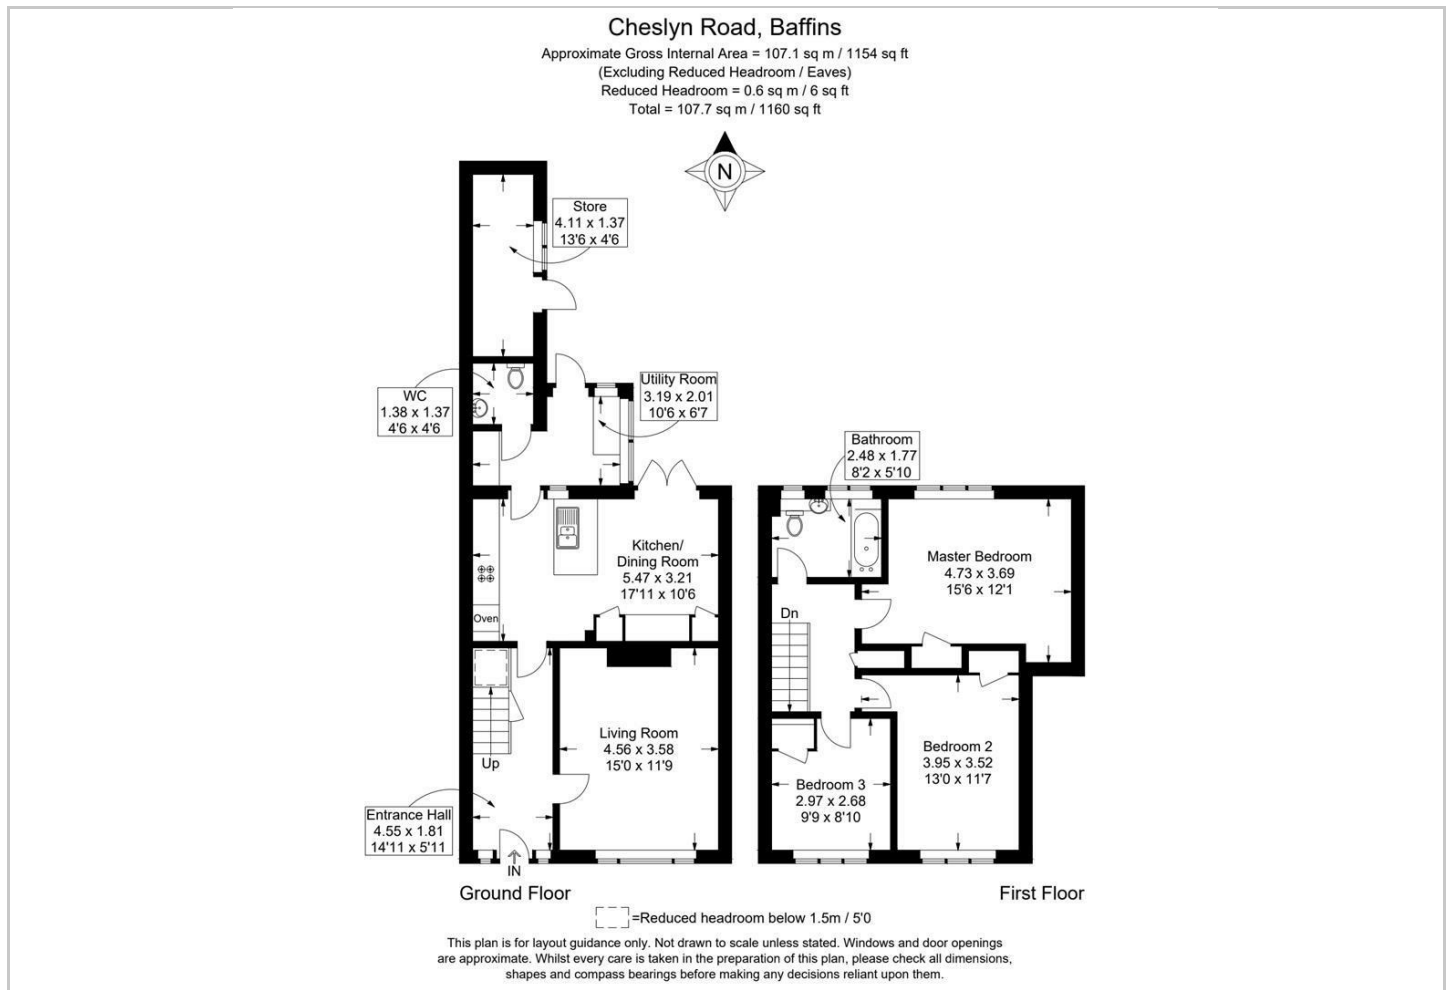 Cheslyn Road, Baffins
Approximate Gross Internal Area = 107.1 sq m / 1154 sq ft
(Excluding Reduced Headroom / Eaves)
Reduced Headroom = 0.6 sq m / 6 sq ft
Total = 107.7 sq m / 1160 sq ft
N
Store
4.11 x 1.37
13'6 x 4'6
WC
1.38 x 1.37
4'6 x 4'6
Utility Room
3.19 x 2.01
10'6 x 6'7
Kitchen/
Dining Room
5.47 x 3.21
17'11 x 10'6
Oven
Living Room
4.56 x 3.58
15'0 x 11'9
Up
Entrance Hall
4.55 x 1.81
14'11 x 5'11
IN
Ground Floor
Bathroom
2.48 x 1.77
8'2 x 5'10
Master Bedroom
4.73 x 3.69
15'6 x 12'1
Dn
Bedroom 2
3.95 x 3.52
13'0 x 11'7
Bedroom 3
2.97 x 2.68
9'9 x 8'10
First Floor
=Reduced headroom below 1.5m / 5'0
This plan is for layout guidance only. Not drawn to scale unless stated. Windows and door openings
are approximate. Whilst every care is taken in the preparation of this plan, please check all dimensions,
shapes and compass bearings before making any decisions reliant upon them.